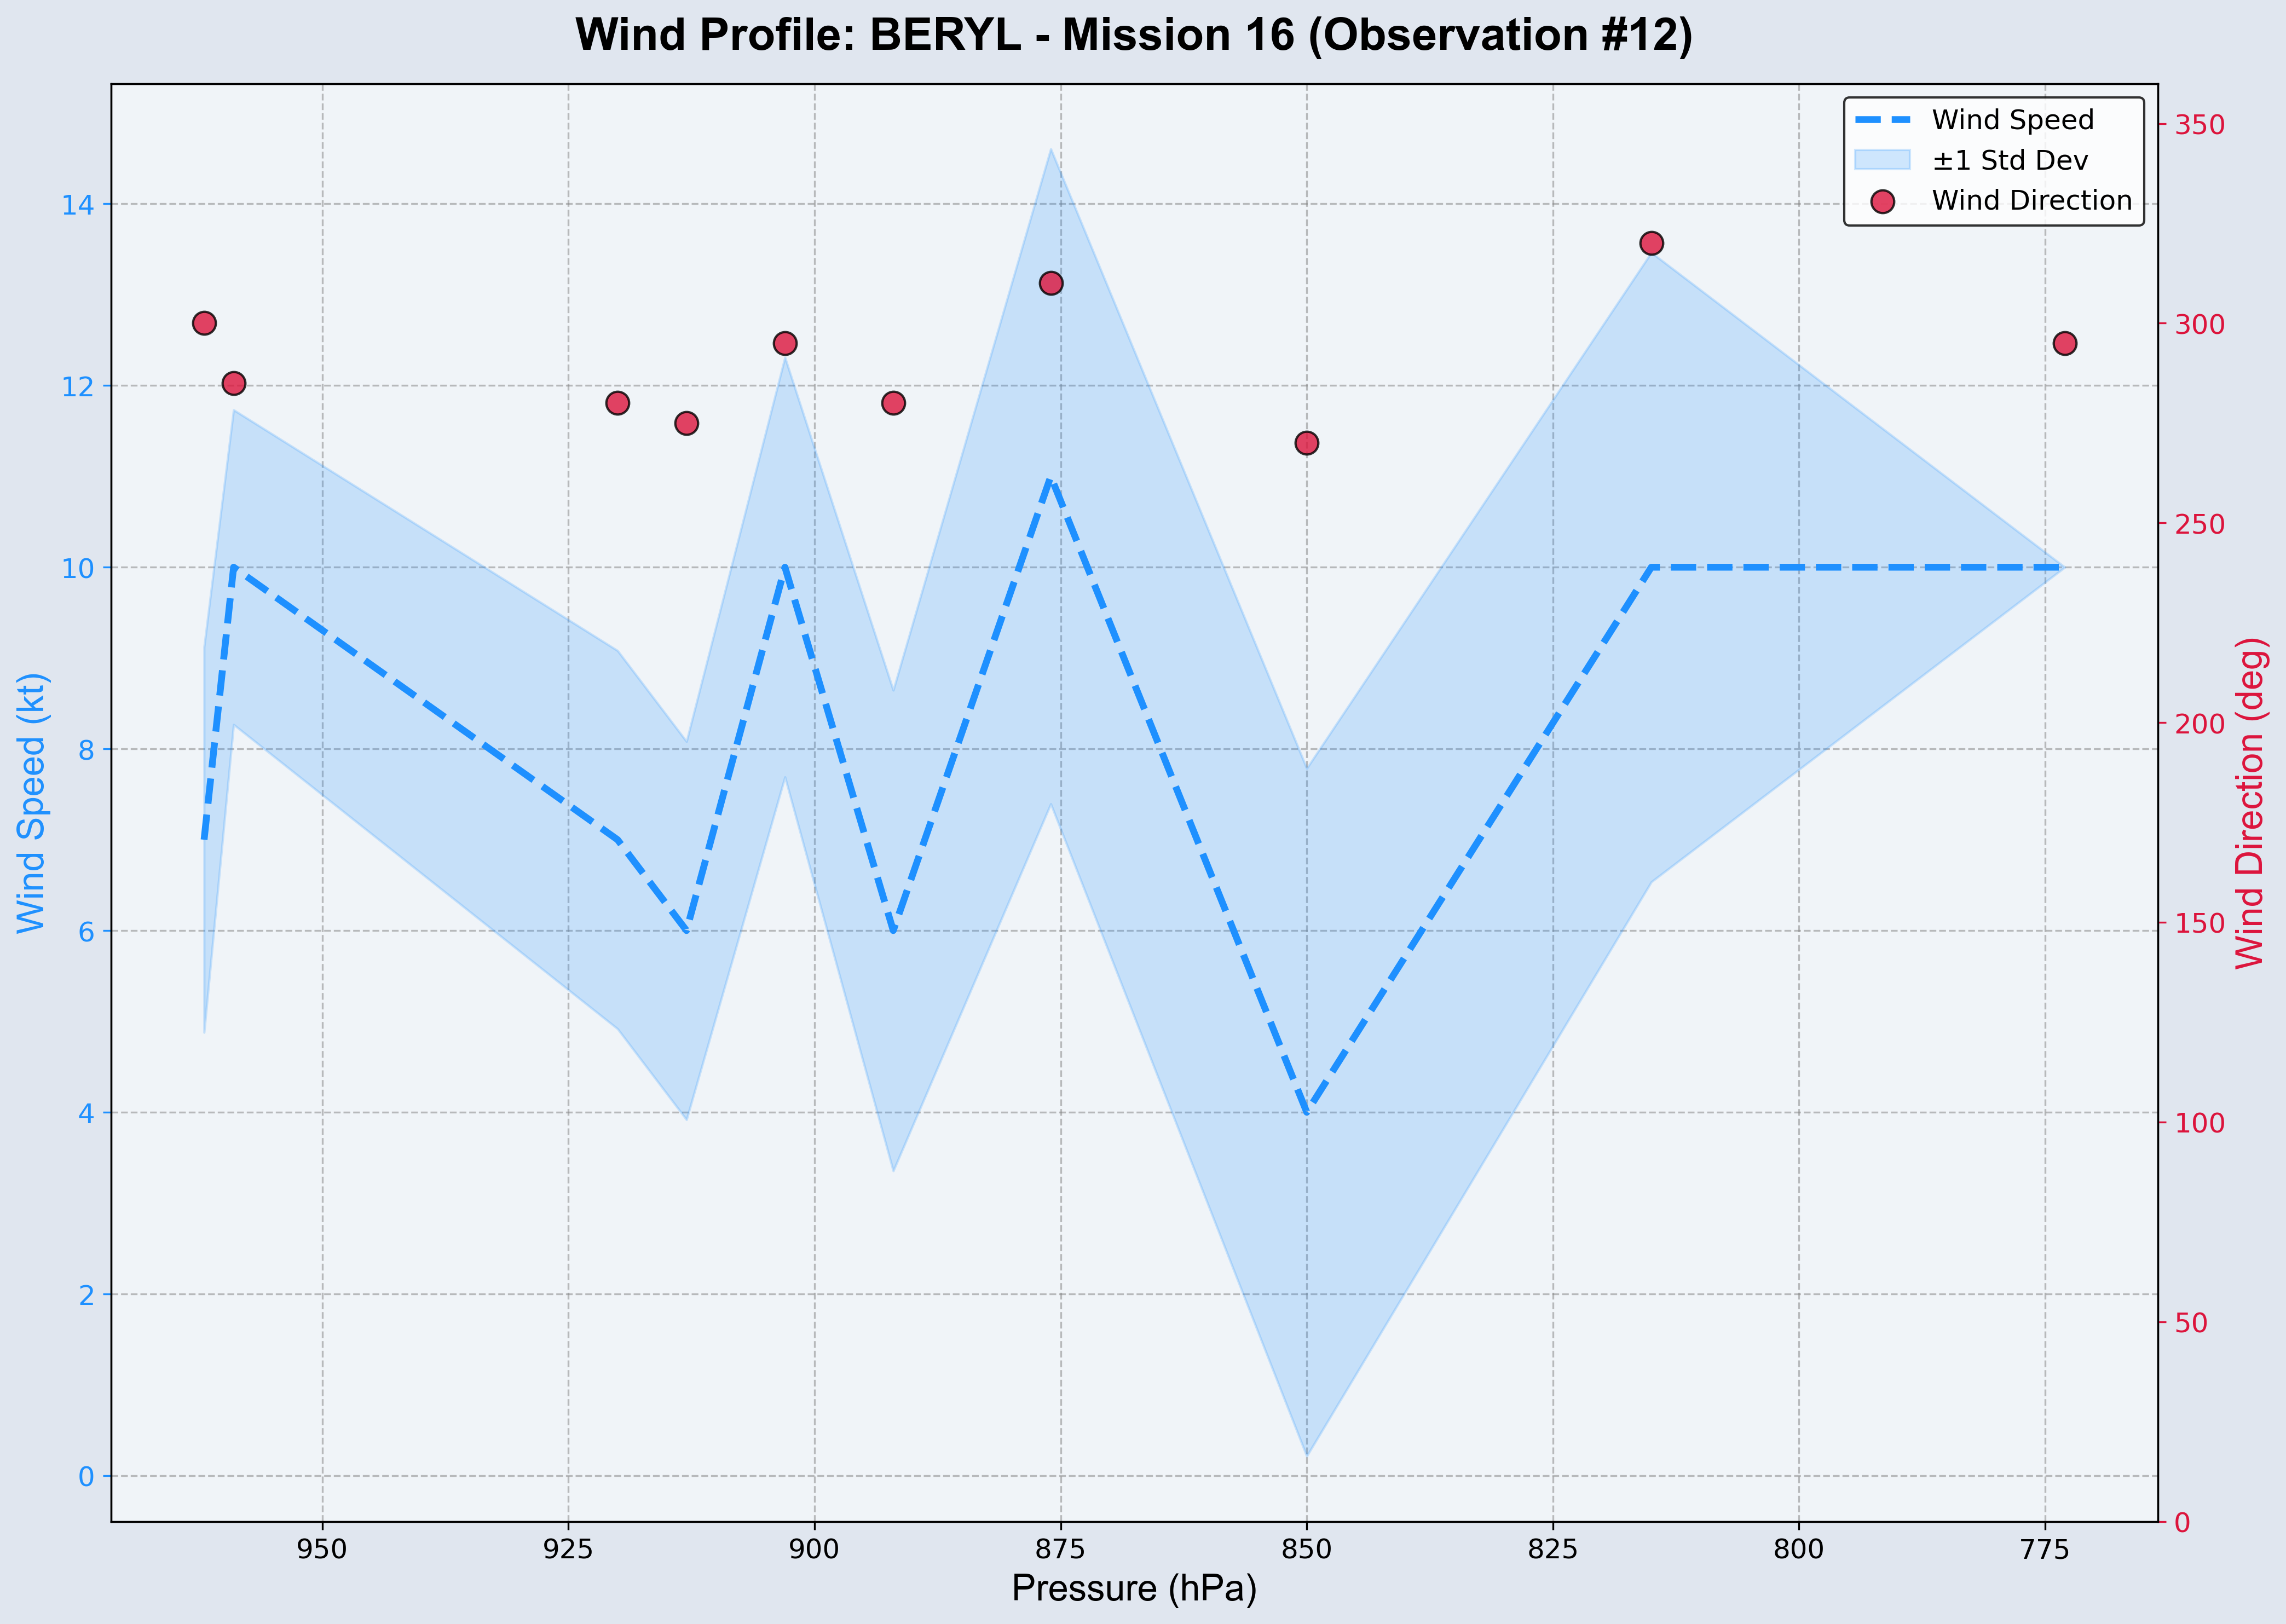 Wind Profile: BERYL - Mission 16 (Observation #12)
Wind Speed
±1 Std Dev
Wind Direction
Wind Speed (kt)
14
12
10
8
6
4
2
0
350
300
250
200
150
100
50
0
Wind Direction (deg)
950 925 900 875 850 825 800 775
Pressure (hPa)